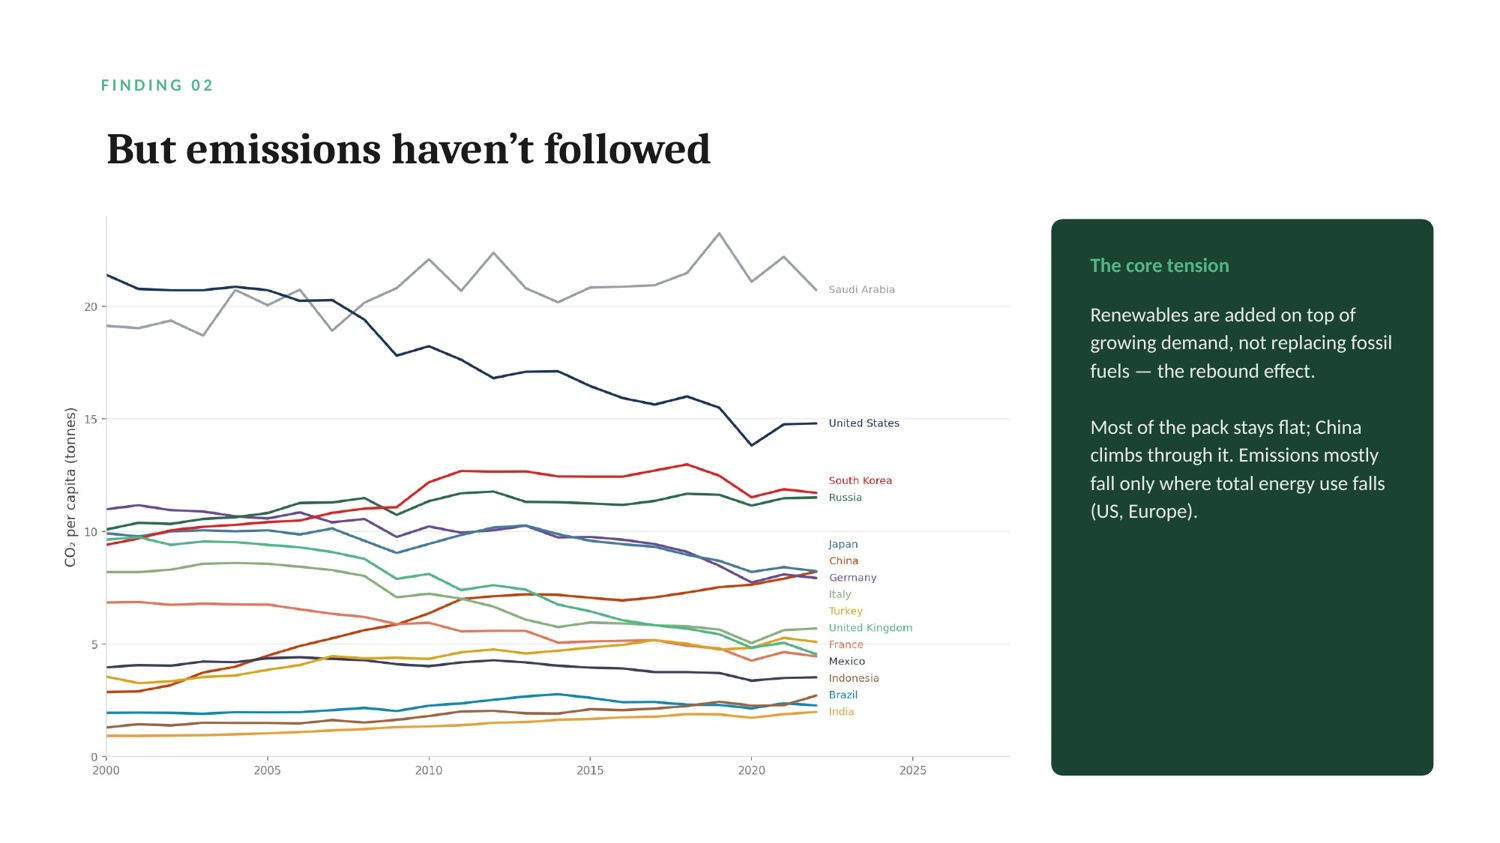 FINDING 02
But emissions haven’t followed
CO₂ per capita (tonnes)
20
15
10
5
0
2000
2005
2010
2015
2020
2025
Saudi Arabia
United States
South Korea
Russia
Japan
China
Germany
Italy
Turkey
United Kingdom
France
Mexico
Indonesia
Brazil
India
The core tension
Renewables are added on top of
growing demand, not replacing fossil
fuels — the rebound effect.
Most of the pack stays flat; China
climbs through it. Emissions mostly
fall only where total energy use falls
(US, Europe).